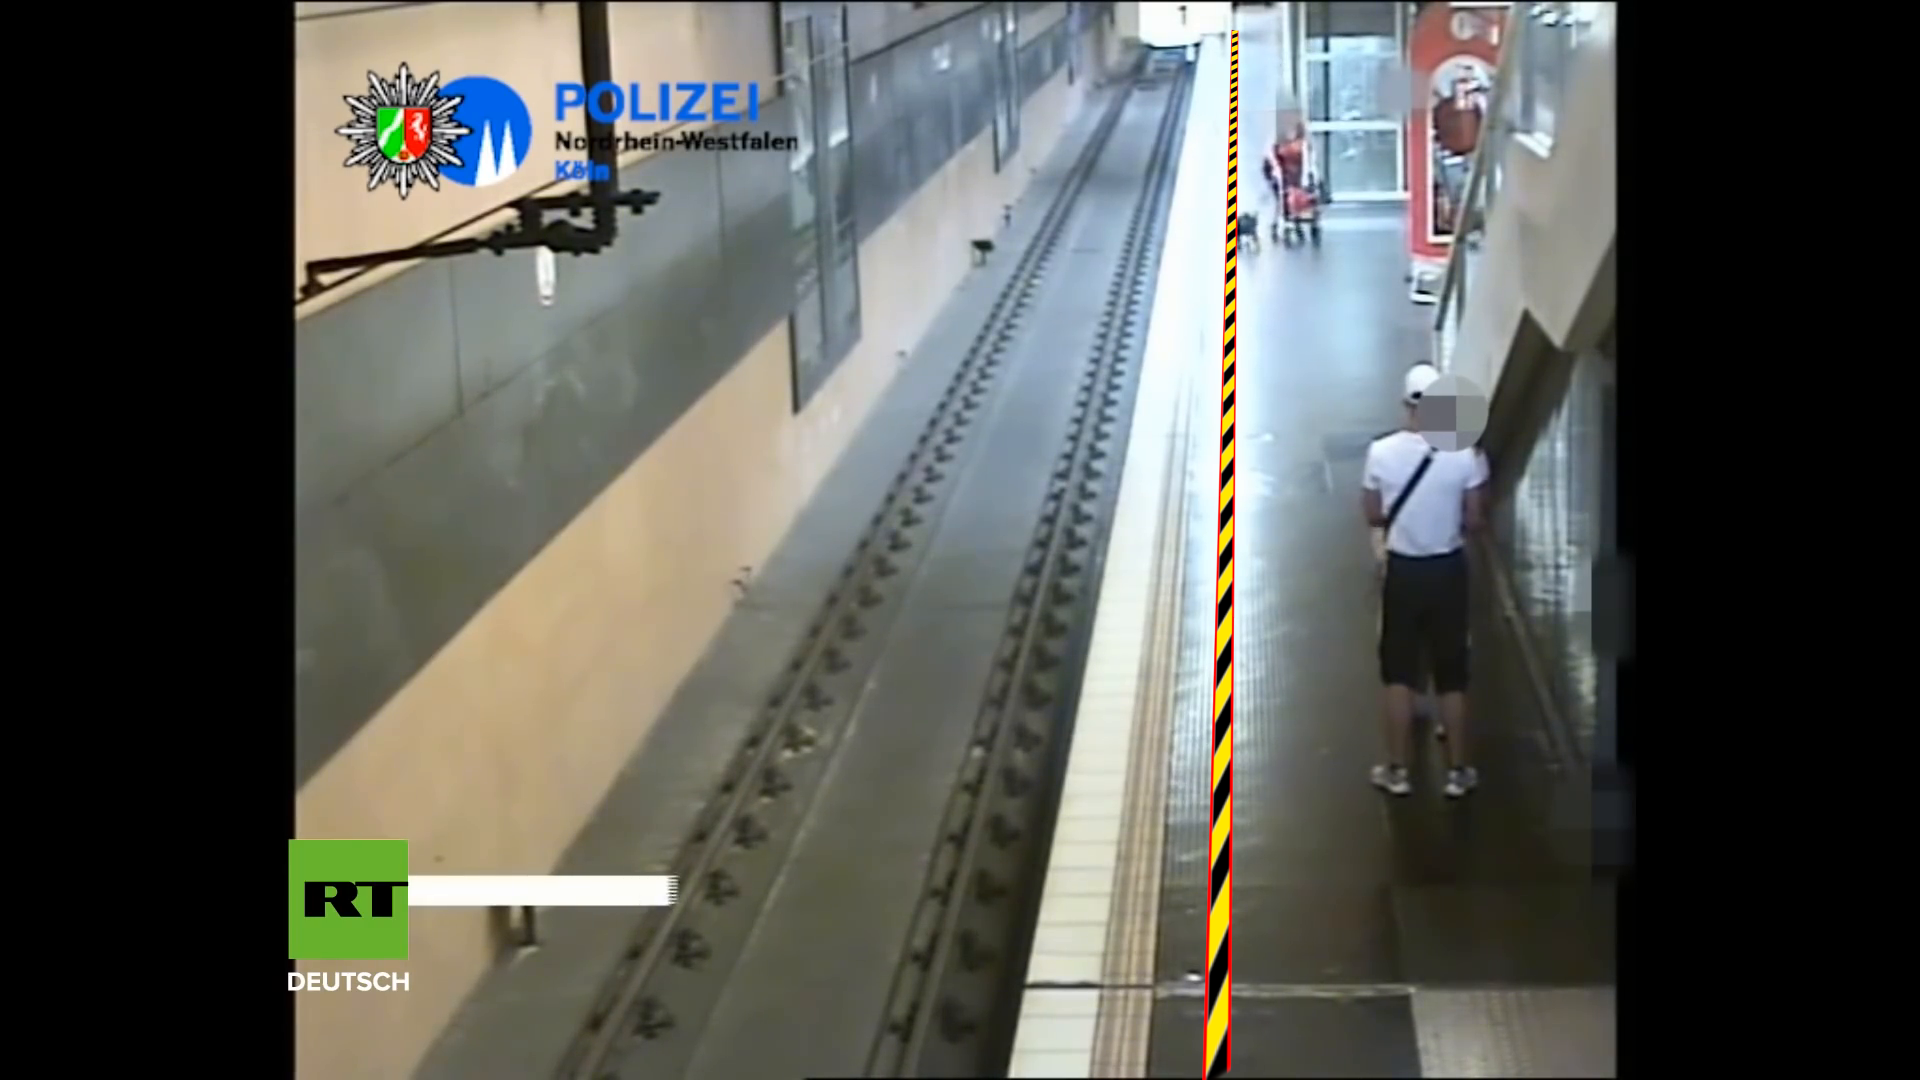 POLIZEI
Nordrhein-Westfalen
Köln
RT
DEUTSCH